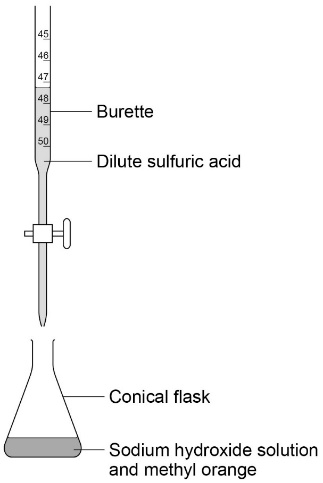 45
46
47
48
49
50
Burette
Dilute sulfuric acid
Conical flask
Sodium hydroxide solution
and methyl orange